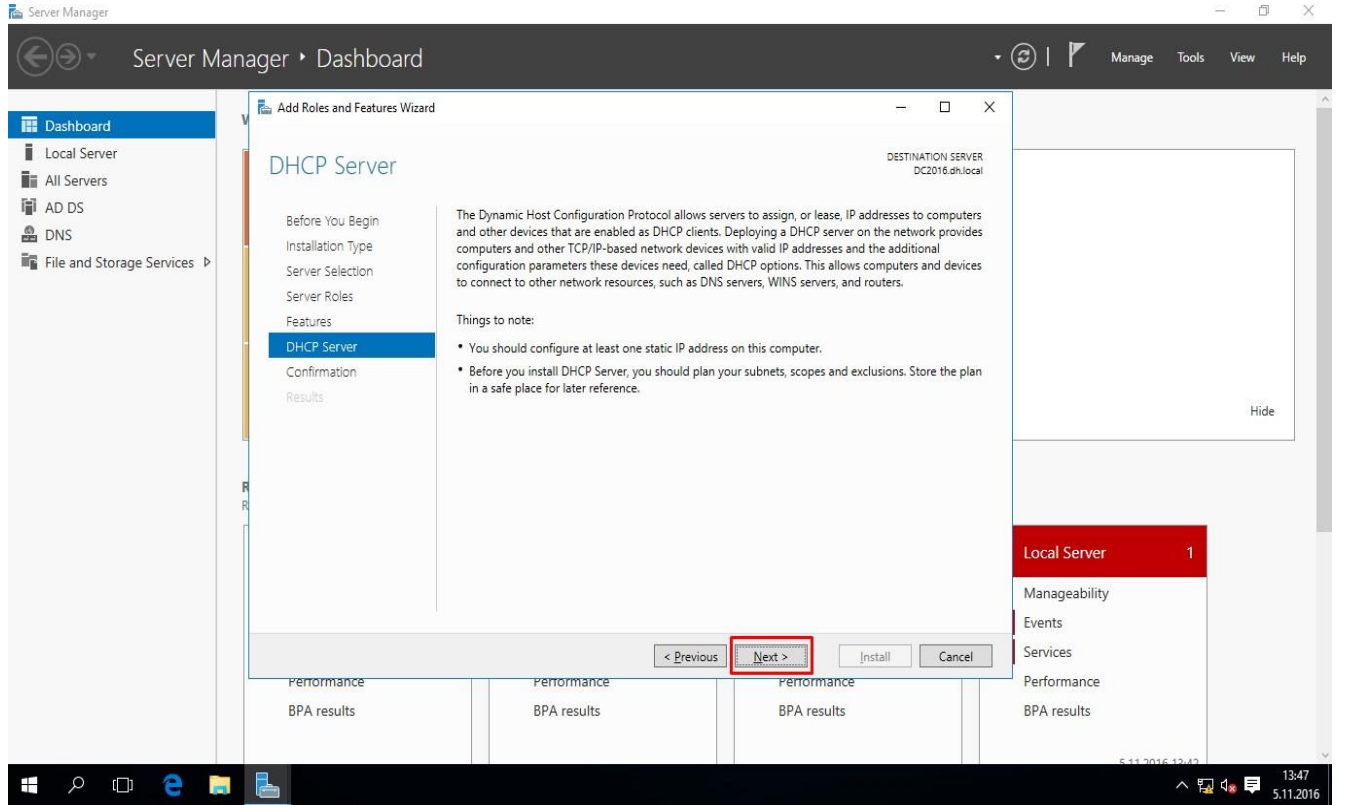 Server Manager
Server Manager • Dashboard
Manage Tools View Help
Dashboard
Local Server
All Servers
AD DS
DNS
File and Storage Services
Add Roles and Features Wizard
DHCP Server
DESTINATION SERVER
DC2016.dh.local
Before You Begin
Installation Type
Server Selection
Server Roles
Features
DHCP Server
Confirmation
Results
The Dynamic Host Configuration Protocol allows servers to assign, or lease, IP addresses to computers
and other devices that are enabled as DHCP clients. Deploying a DHCP server on the network provides
computers and other TCP/IP-based network devices with valid IP addresses and the additional
configuration parameters these devices need, called DHCP options. This allows computers and devices
to connect to other network resources, such as DNS servers, WINS servers, and routers.
Things to note:
• You should configure at least one static IP address on this computer.
• Before you install DHCP Server, you should plan your subnets, scopes and exclusions. Store the plan
in a safe place for later reference.
< Previous Next > Install Cancel
Hide
Local Server 1
Manageability
Events
Services
Performance
BPA results
Performance Performance Performance
BPA results BPA results BPA results
5.11.2016 13:42
13:47
5.11.2016